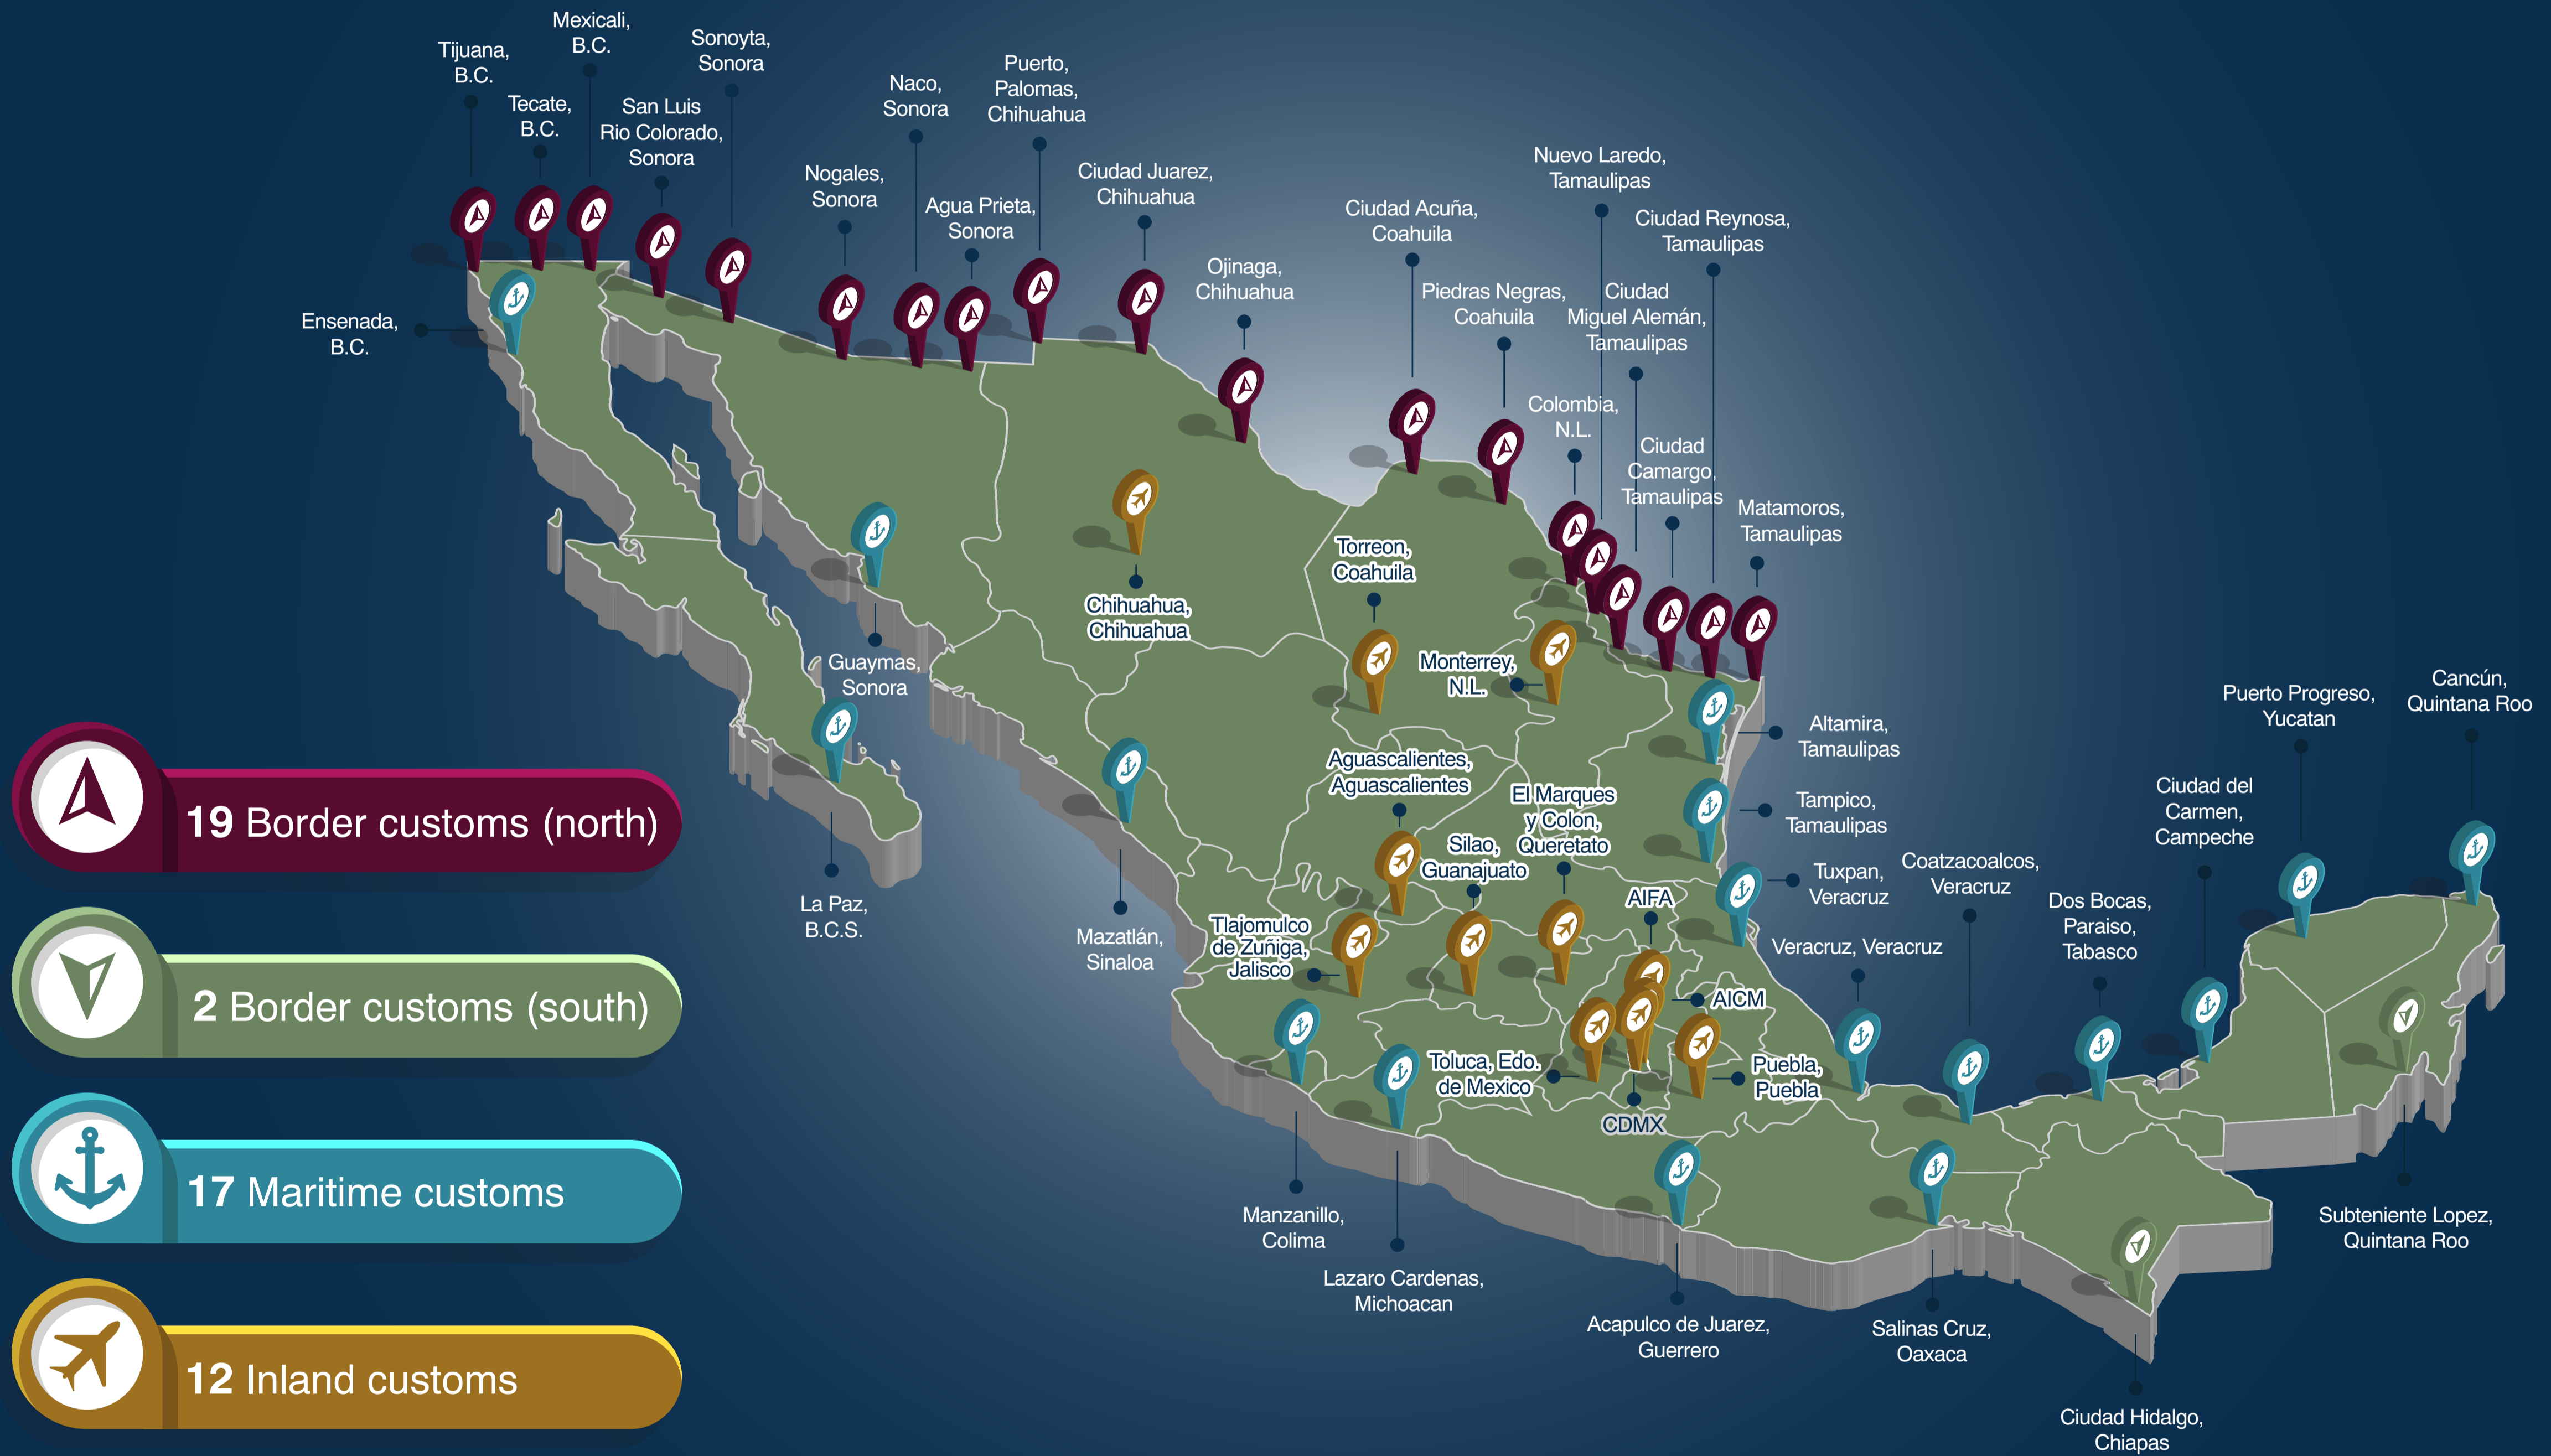 Mexicali,
B.C.
Tijuana,
B.C.
Tecate,
B.C.
San Luis
Rio Colorado,
Sonora
Sonoyta,
Sonora
Nogales,
Sonora
Naco,
Sonora
Agua Prieta,
Sonora
Puerto,
Palomas,
Chihuahua
Ciudad Juarez,
Chihuahua
Ojinaga,
Chihuahua
Ciudad Acuña,
Coahuila
Piedras Negras,
Coahuila
Nuevo Laredo,
Tamaulipas
Ciudad Reynosa,
Tamaulipas
Ciudad
Miguel Alemán,
Tamaulipas
Colombia,
N.L.
Ciudad
Camargo,
Tamaulipas
Matamoros,
Tamaulipas
Ensenada,
B.C.
Guaymas,
Sonora
Chihuahua,
Chihuahua
Torreon,
Coahuila
Monterrey,
N.L.
Altamira,
Tamaulipas
Tampico,
Tamaulipas
Tuxpan,
Veracruz
Aguascalientes,
Aguascalientes
El Marques
y Colon,
Queretato
Silao,
Guanajuato
AIFA
Tlajomulco
de Zuñiga,
Jalisco
AICM
Toluca, Edo.
de Mexico
CDMX
Puebla,
Puebla
Veracruz, Veracruz
Coatzacoalcos,
Veracruz
Dos Bocas,
Paraiso,
Tabasco
Ciudad del
Carmen,
Campeche
Puerto Progreso,
Yucatan
Cancún,
Quintana Roo
La Paz,
B.C.S.
Mazatlán,
Sinaloa
Manzanillo,
Colima
Lazaro Cardenas,
Michoacan
Acapulco de Juarez,
Guerrero
Salinas Cruz,
Oaxaca
Ciudad Hidalgo,
Chiapas
Subteniente Lopez,
Quintana Roo
19 Border customs (north)
2 Border customs (south)
17 Maritime customs
12 Inland customs